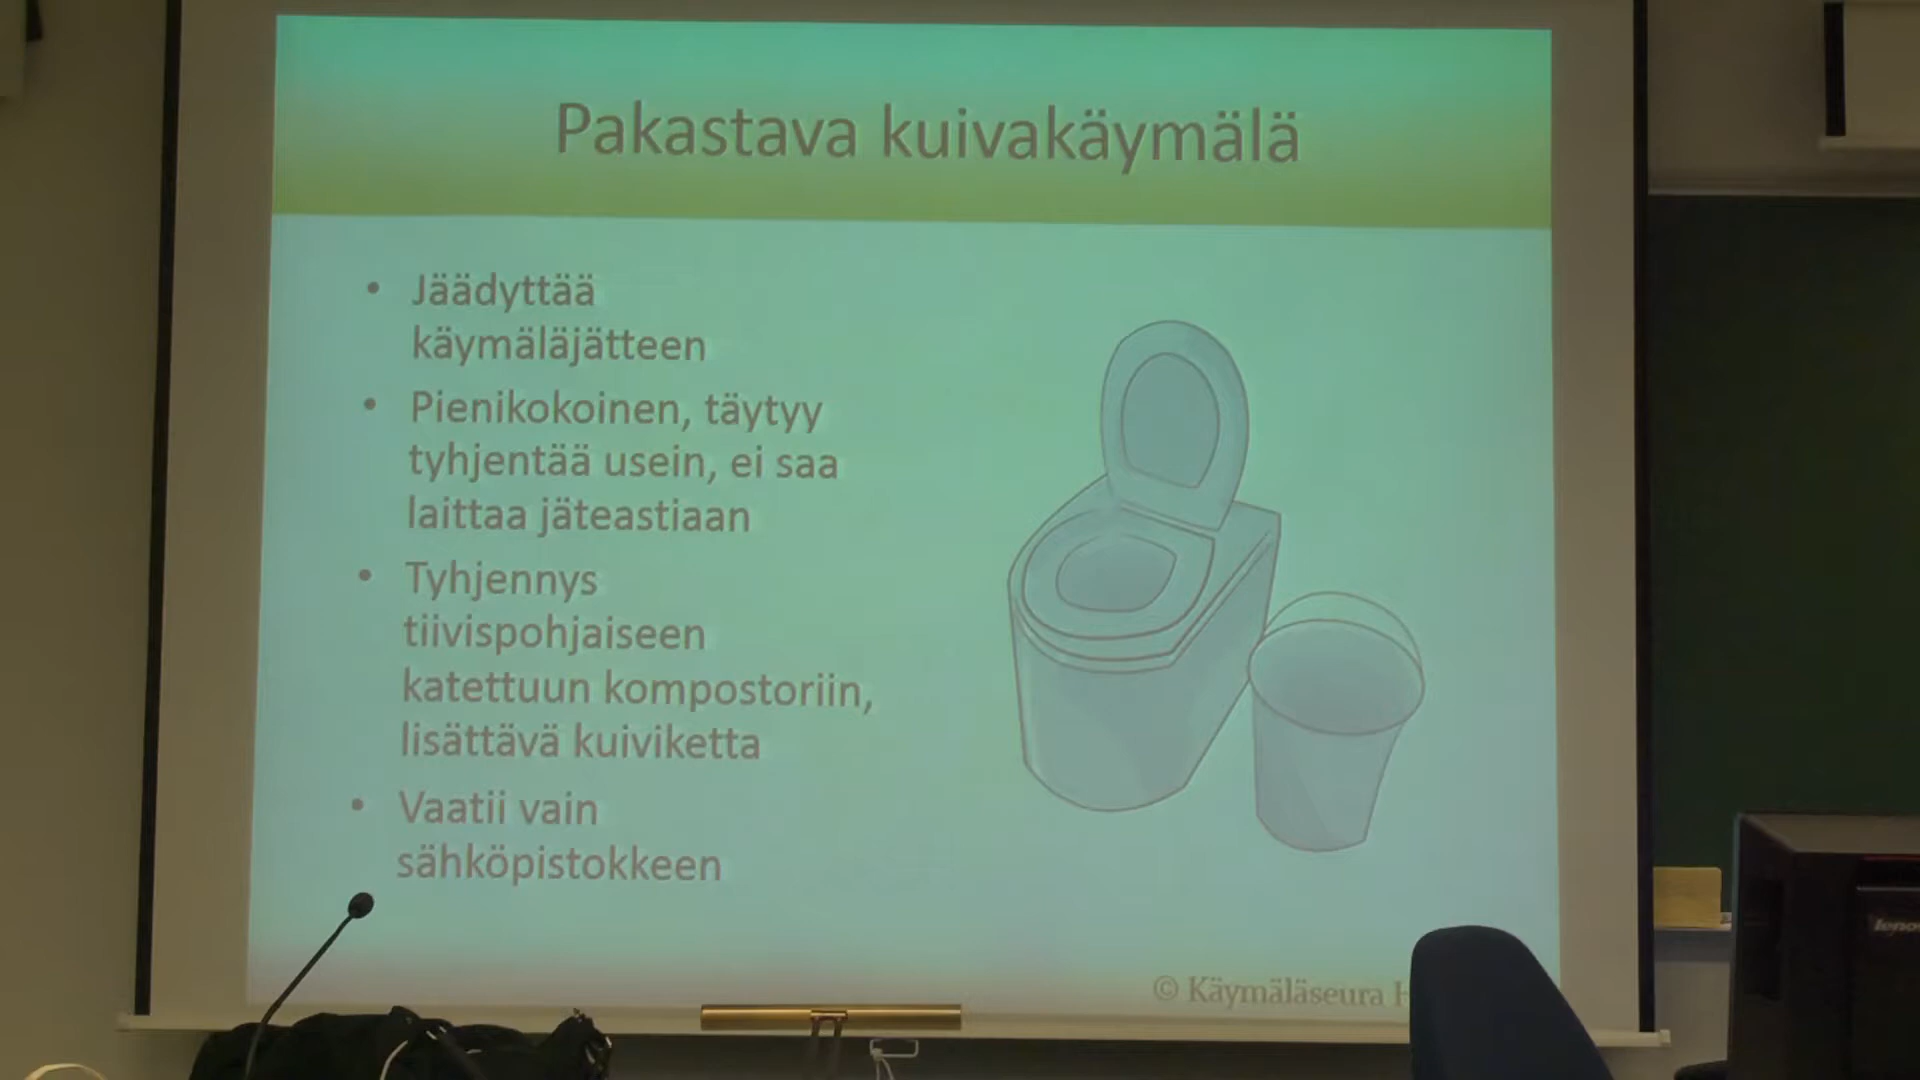 Pakastava kuivakäymälä
• Jäädyttää
käymäläjätteen
• Pienikokoinen, täytyy
tyhjentää usein, ei saa
laittaa jäteastiaan
• Tyhjennys
tiivispohjaiseen
katettuun kompostoriin,
lisättävä kuiviketta
• Vaatii vain
sähköpistokkeen
© Käymäläseura